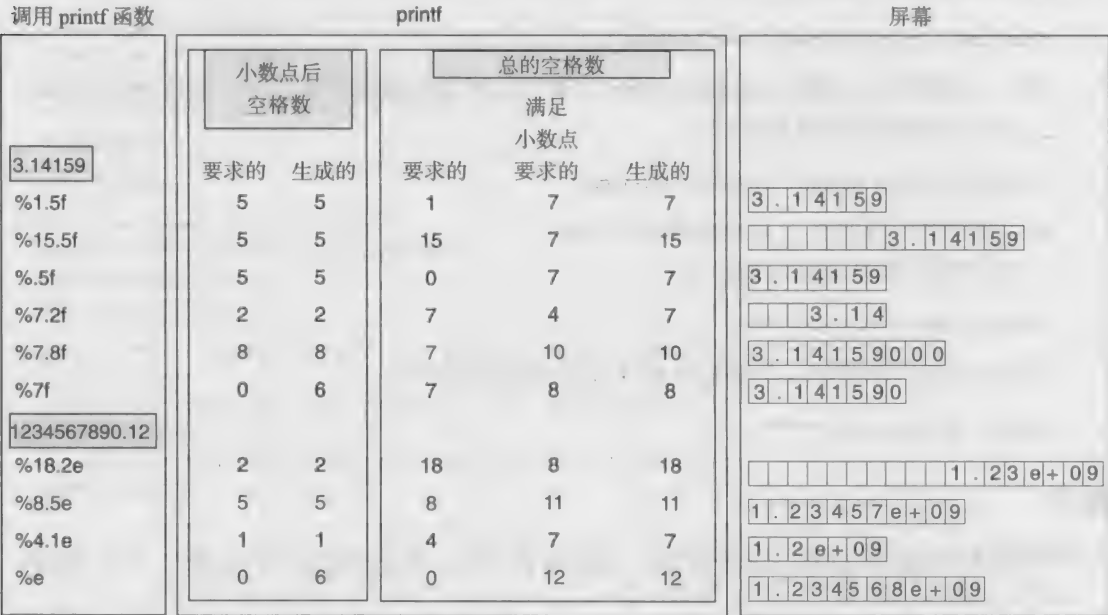 调用 printf 函数 printf 屏幕
小数点后 总的空格数
空格数 满足
小数点
3.14159 要求的 生成的 要求的 要求的 生成的
%1.5f 5 5 1 7 7 3.14159
%15.5f 5 5 15 7 15 3.14159
%.5f 5 5 0 7 7 3.14159
%7.2f 2 2 7 4 7 3.14
%7.8f 8 8 7 10 10 3.14159000
%7f 0 6 7 8 8 3.141590
1234567890.12
%18.2e 2 2 18 8 18 1.23e+09
%8.5e 5 5 8 11 11 1.23457e+09
%4.1e 1 1 4 7 7 1.2e+09
%e 0 6 0 12 12 1.234568e+09